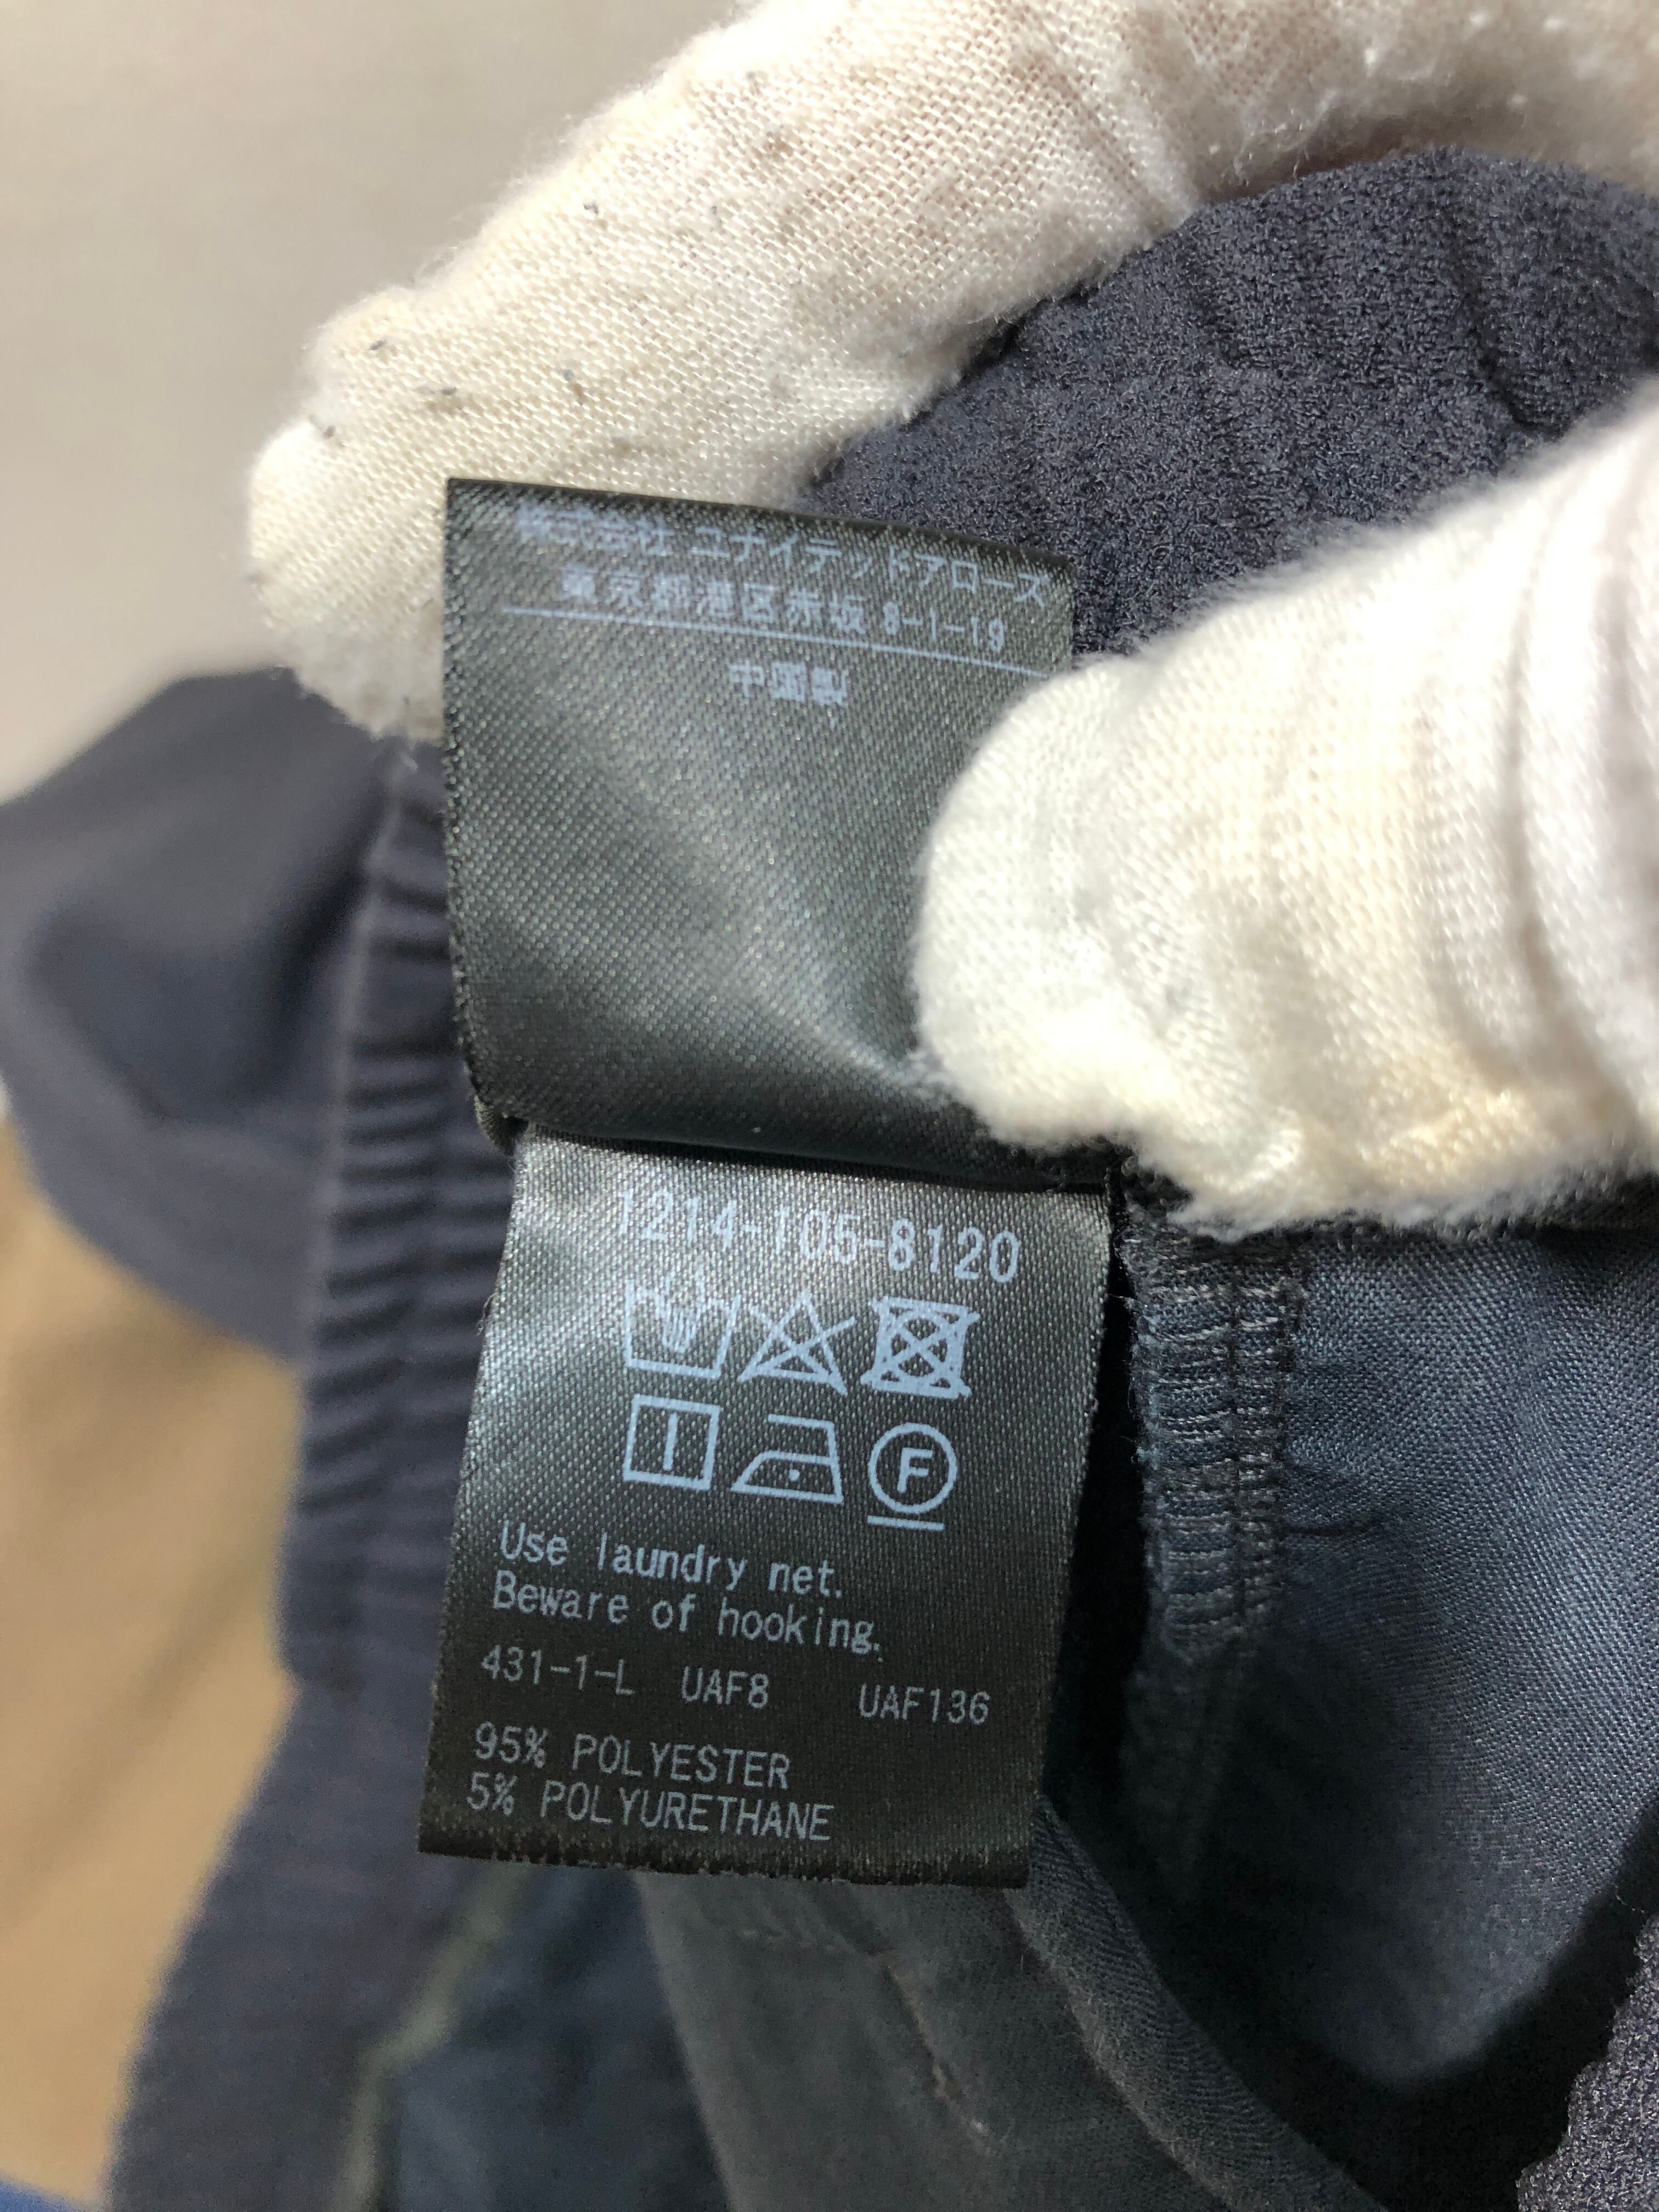 株式会社 ユナイテッドアローズ
東京都港区赤坂 8-1-19
中国製
1214-105-8120
F
Use laundry net.
Beware of hooking.
431-1-L UAF8 UAF136
95% POLYESTER
5% POLYURETHANE